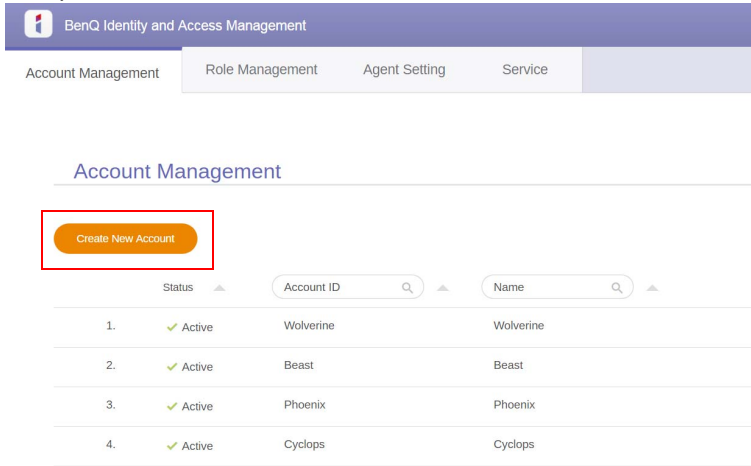 BenQ Identity and Access Management
Account Management Role Management Agent Setting Service
Account Management
Create New Account
Status Account ID Name
1. Active Wolverine Wolverine
2. Active Beast Beast
3. Active Phoenix Phoenix
4. Active Cyclops Cyclops